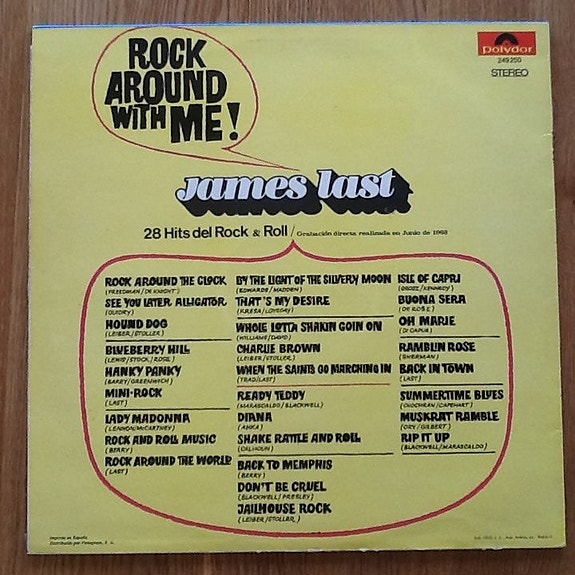 ROCK
AROUND
WITH ME!
Polydor
249 259
STEREO
James last
28 Hits del Rock & Roll / Grabación directa realizada en Junio de 1968
ROCK AROUND THE CLOCK
(FREEDMAN/DE KNIGHT)
SEE YOU LATER ALLIGATOR
(GUIDRY)
HOUND DOG
(LEIBER/STOLLER)
BLUEBERRY HILL
(LEWIS/STOCK/ROSE)
HANKY PANKY
(BARRY/GREENWICH)
MINI-ROCK
(LAST)
LADY MADONNA
(LENNON/McCARTNEY)
ROCK AND ROLL MUSIC
(BERRY)
ROCK AROUND THE WORLD
(LAST)
BY THE LIGHT OF THE SILVERY MOON
(EDWARDS/MADDEN)
THAT'S MY DESIRE
(KRESA/LOVEDAY)
WHOLE LOTTA SHAKIN GOIN ON
(WILLIAMS/DAVID)
CHARLIE BROWN
(LEIBER/STOLLER)
WHEN THE SAINTS GO MARCHING IN
(TRAD/LAST)
READY TEDDY
(MARASCALDO/BLACKWELL)
DIANA
(ANKA)
SHAKE RATTLE AND ROLL
(CALHOUN)
BACK TO MEMPHIS
(BERRY)
DON'T BE CRUEL
(BLACKWELL/PRESLEY)
JAILHOUSE ROCK
(LEIBER/STOLLER)
ISLE OF CAPRI
(GROSZ/KENNEDY)
BUONA SERA
(DE ROSE)
OH MARIE
(DI CAPUA)
RAMBLIN ROSE
(SHERMAN)
BACK IN TOWN
(LAST)
SUMMERTIME BLUES
(COCHRAN/CAPEHART)
MUSKRAT RAMBLE
(ORY/GILBERT)
RIP IT UP
(BLACKWELL/MARASCALDO)
Impreso en España
Distribuido por Fonogram, S. A.